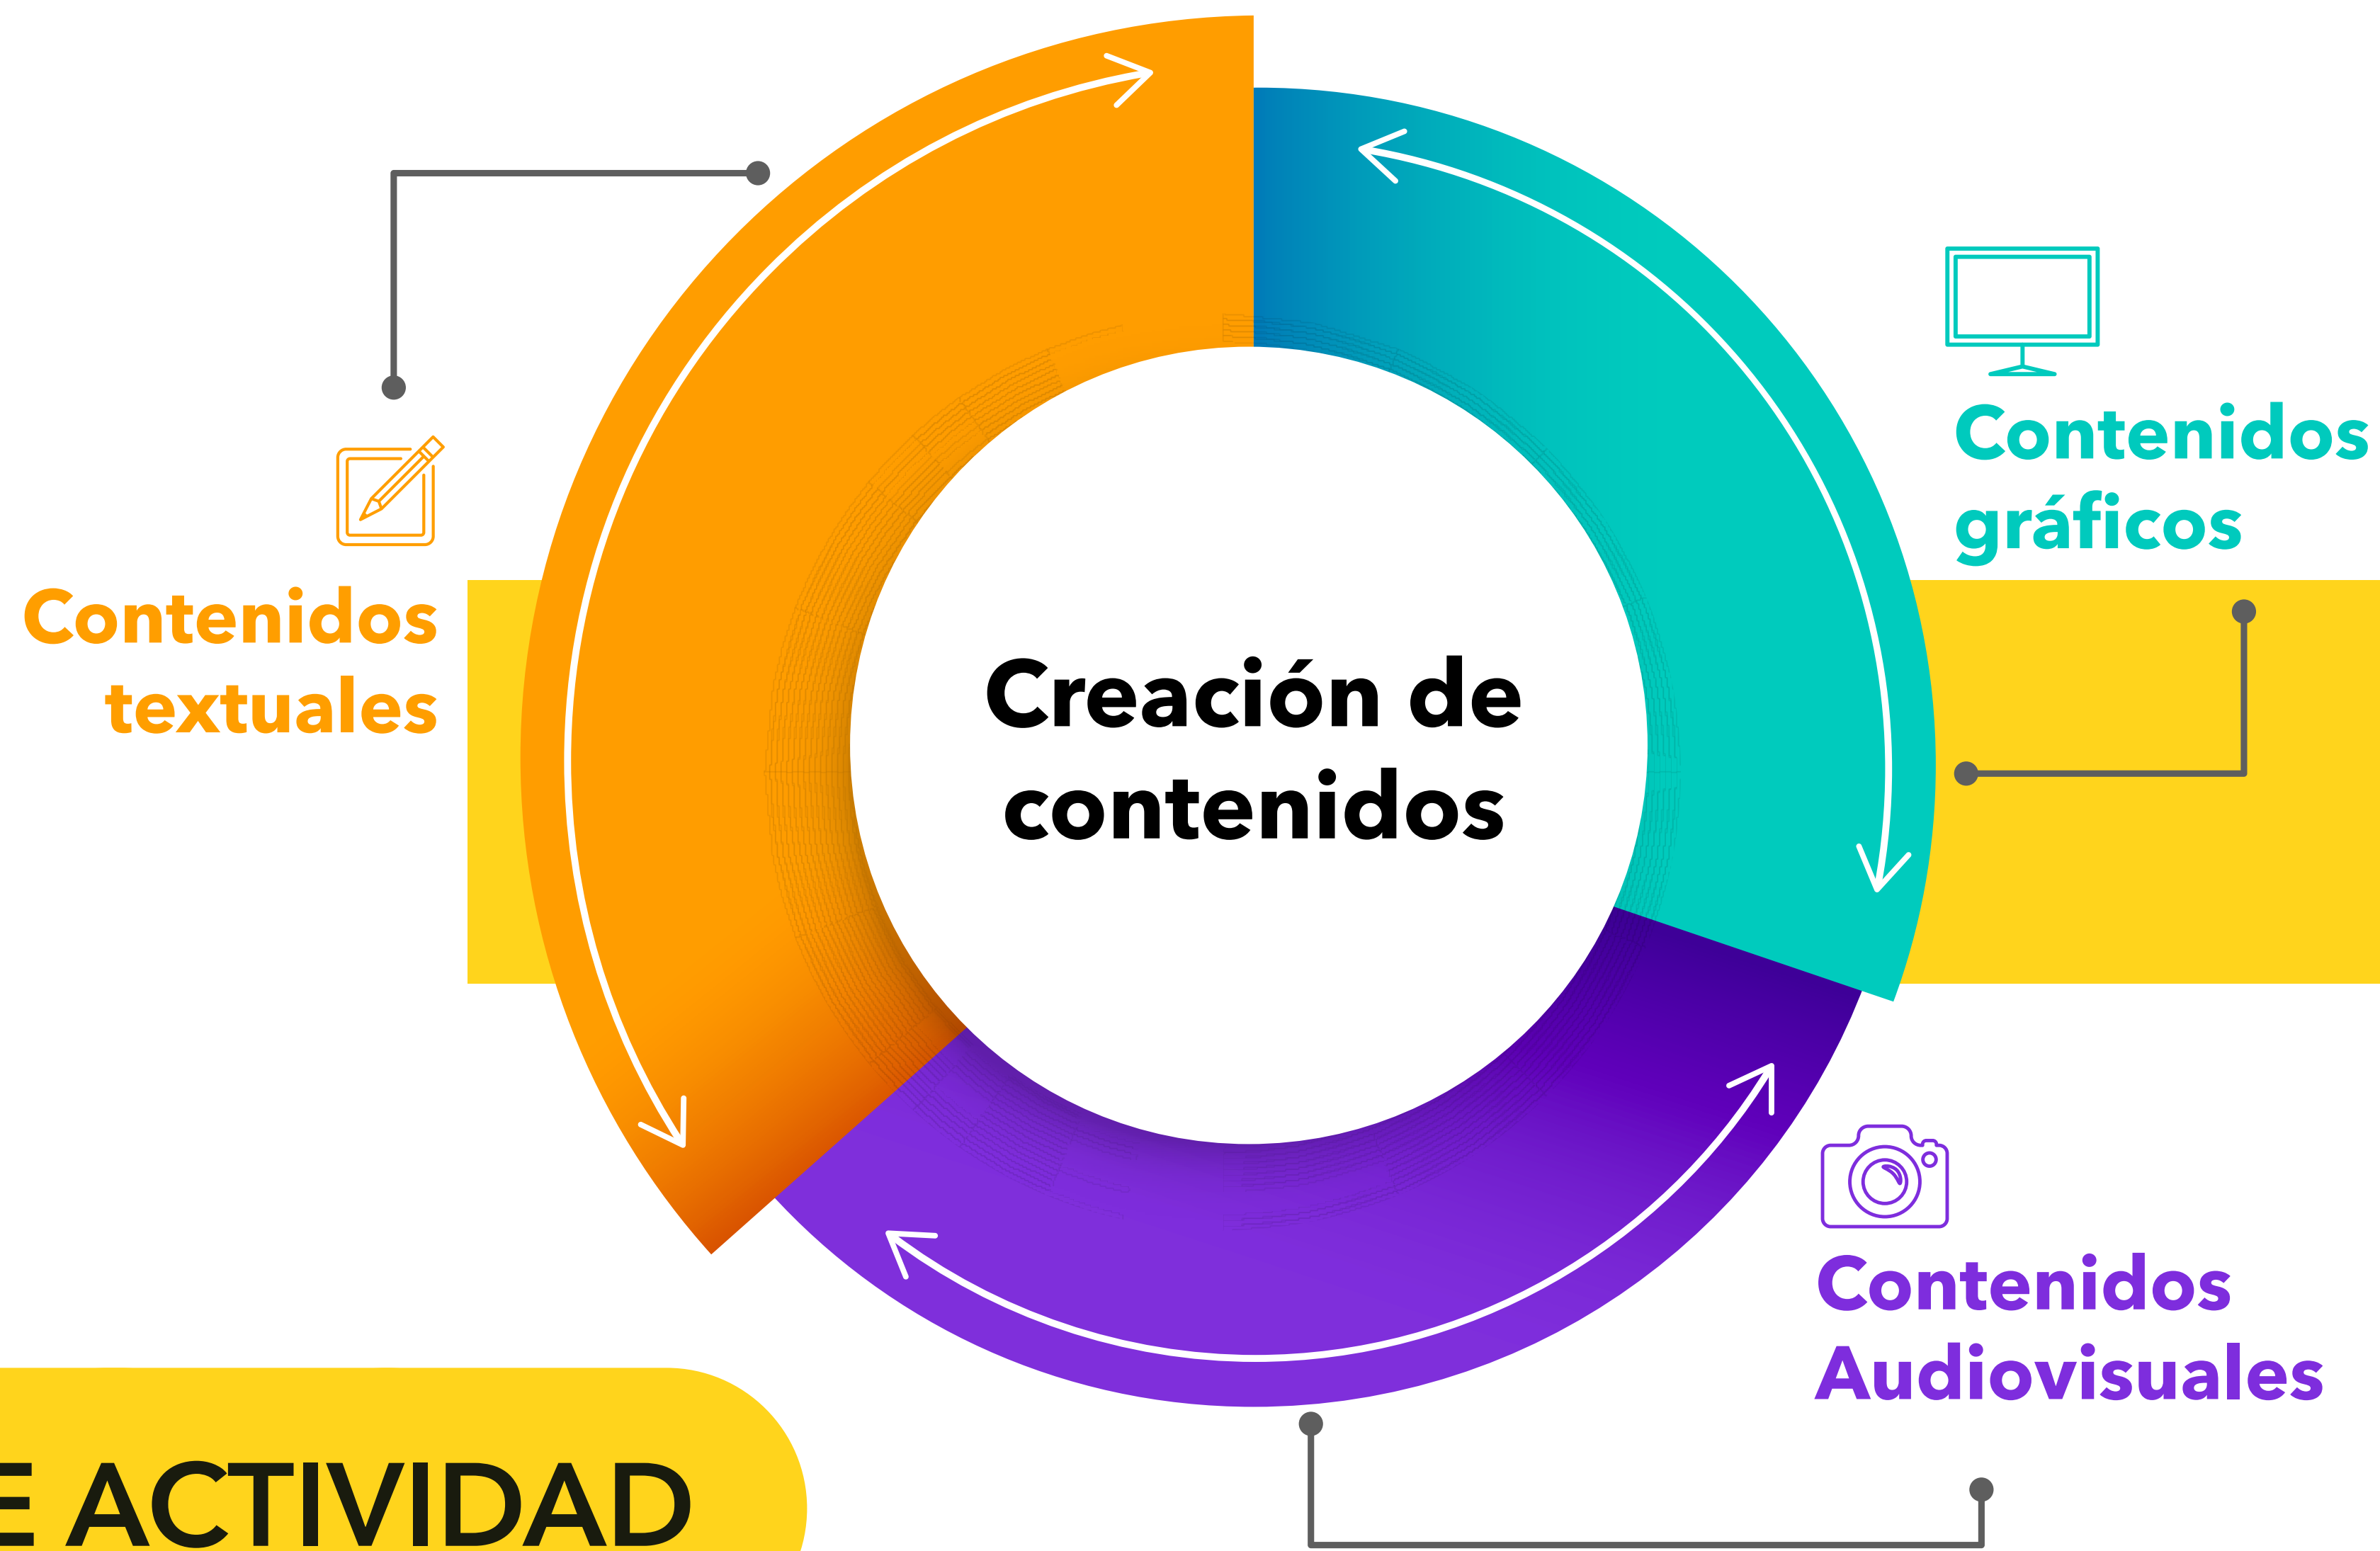 Contenidos
gráficos
Contenidos
textuales
Creación de
contenidos
Contenidos
Audiovisuales
E ACTIVIDAD